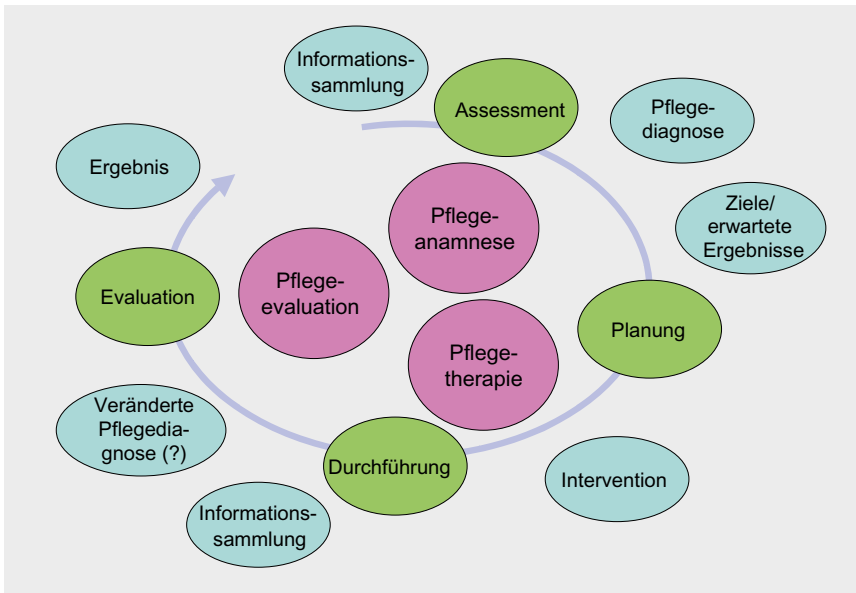 Informations-
sammlung
Assessment
Pflege-
diagnose
Ergebnis
Pflege-
anamnese
Ziele/
erwartete
Ergebnisse
Evaluation
Pflege-
evaluation
Planung
Pflege-
therapie
Veränderte
Pflegedia-
gnose (?)
Durchführung
Intervention
Informations-
sammlung